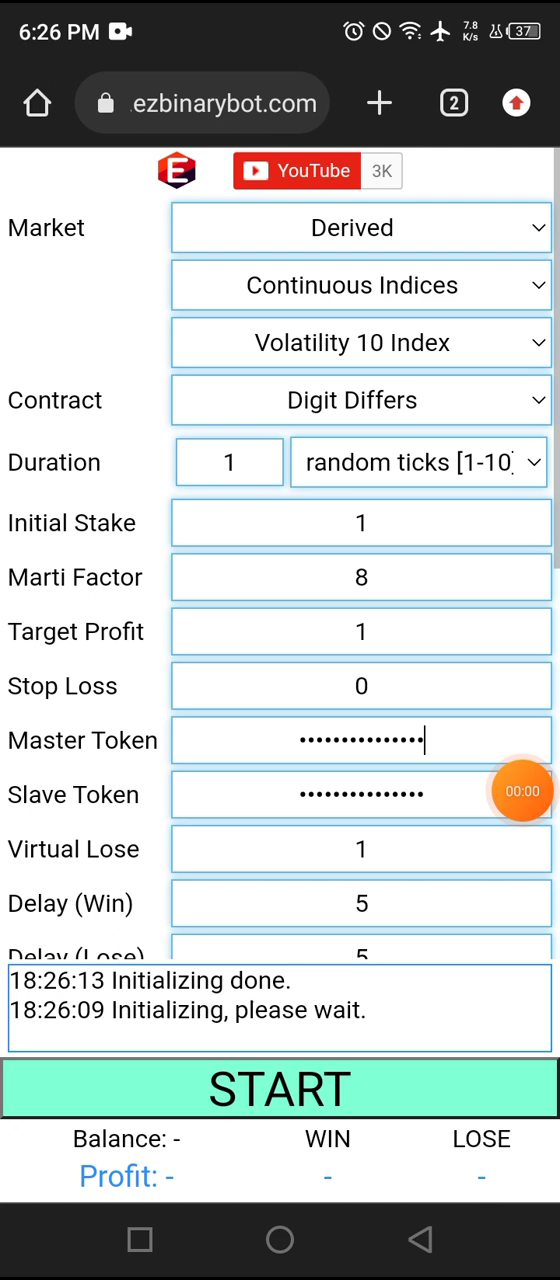 6:26 PM 7.8 K/s 37
.ezbinarybot.com 2
E YouTube 3K
Market Derived
Continuous Indices
Volatility 10 Index
Contract Digit Differs
Duration 1 random ticks [1-10]
Initial Stake 1
Marti Factor 8
Target Profit 1
Stop Loss 0
Master Token •••••••••••••••
Slave Token ••••••••••••••• 00:00
Virtual Lose 1
Delay (Win) 5
Delay (Lose) 5
18:26:13 Initializing done.
18:26:09 Initializing, please wait.
START
Balance: - WIN LOSE
Profit: - - -